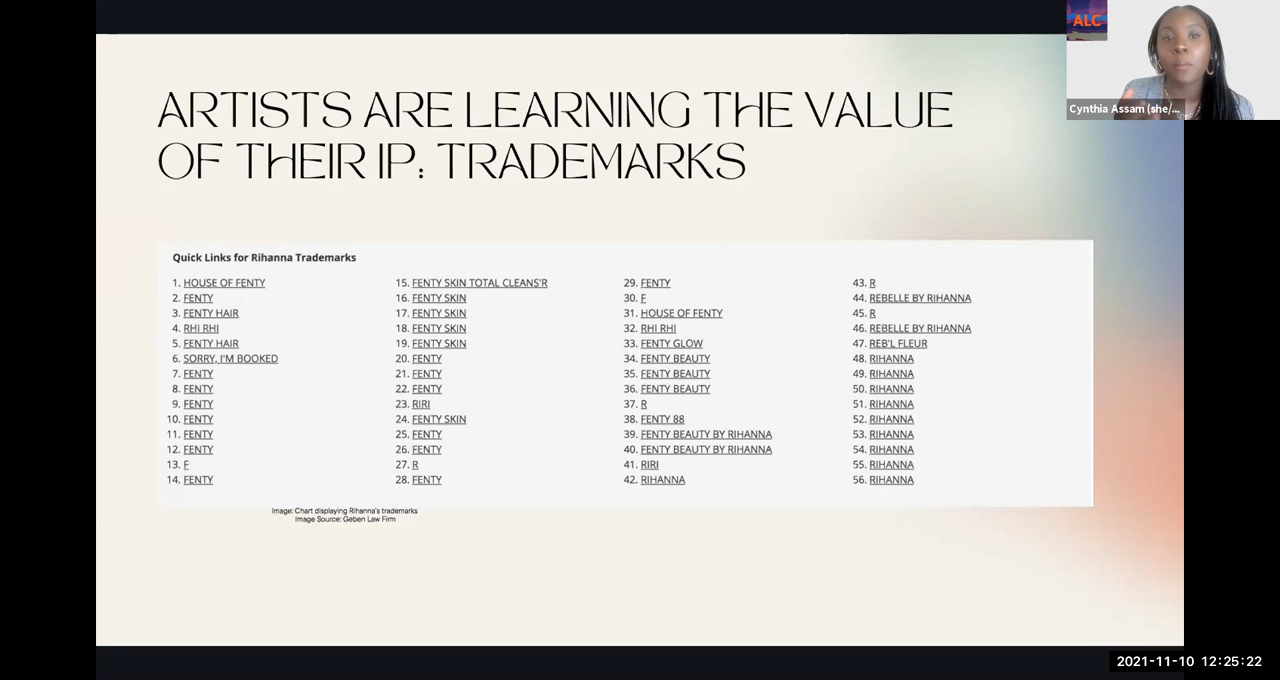 ALC
Cynthia Assam (she/...
ARTISTS ARE LEARNING THE VALUE
OF THEIR IP: TRADEMARKS
Quick Links for Rihanna Trademarks
1. HOUSE OF FENTY
2. FENTY
3. FENTY HAIR
4. RHI RHI
5. FENTY HAIR
6. SORRY, I'M BOOKED
7. FENTY
8. FENTY
9. FENTY
10. FENTY
11. FENTY
12. FENTY
13. F
14. FENTY
15. FENTY SKIN TOTAL CLEANS'R
16. FENTY SKIN
17. FENTY SKIN
18. FENTY SKIN
19. FENTY SKIN
20. FENTY
21. FENTY
22. FENTY
23. RIRI
24. FENTY SKIN
25. FENTY
26. FENTY
27. R
28. FENTY
29. FENTY
30. F
31. HOUSE OF FENTY
32. RHI RHI
33. FENTY GLOW
34. FENTY BEAUTY
35. FENTY BEAUTY
36. FENTY BEAUTY
37. R
38. FENTY 88
39. FENTY BEAUTY BY RIHANNA
40. FENTY BEAUTY BY RIHANNA
41. RIRI
42. RIHANNA
43. R
44. REBELLE BY RIHANNA
45. R
46. REBELLE BY RIHANNA
47. REB'L FLEUR
48. RIHANNA
49. RIHANNA
50. RIHANNA
51. RIHANNA
52. RIHANNA
53. RIHANNA
54. RIHANNA
55. RIHANNA
56. RIHANNA
Image: Chart displaying Rihanna's trademarks
Image Source: Geben Law Firm
2021-11-10 12:25:22